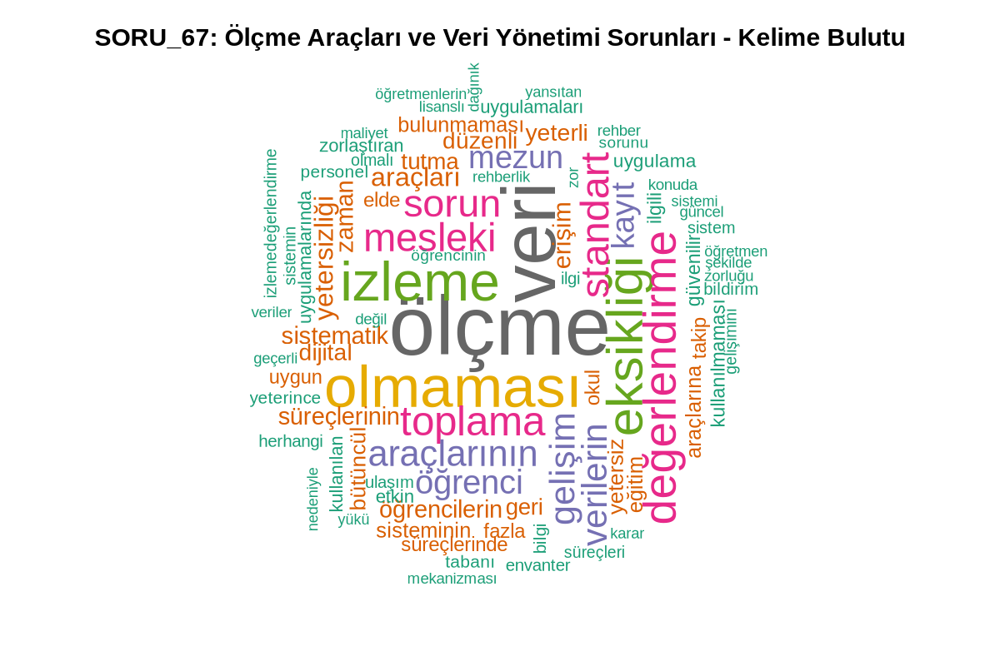 SORU_67: Ölçme Araçları ve Veri Yönetimi Sorunları - Kelime Bulutu
dağınık
öğretmenlerin
yansıtan
lisanslı
uygulamaları
bulunmaması
yeterli
rehber
maliyet
düzenli
sorunu
zorlaştıran
olmalı
tutma
mezun
uygulama
personel
araçları
rehberlik
zor
konuda
izlemedeğerlendirme
uygulamalarında
yetersizliği
zaman
elde
sorun
veri
erişim
standart
kayıt
ilgili
sistemi
güncel
sistem
sistemin
mesleki
öğrencinin
güvenilir
öğretmen
şekilde
zorluğu
bildirim
izleme
ilgi
eksikliği
değerlendirme
veriler
değil
ölçme
takip
kullanılmaması
gelişimini
sistematik
dijital
geçerli
uygun
olmaması
okul
araçlarına
yeterince
süreçlerinin
toplama
herhangi
araçlarının
gelişim
verilerin
yetersiz
eğitim
nedeniyle
kullanılan
bütüncül
ulaşım
öğrenci
etkin
öğrencilerin
geri
yükü
sisteminin
fazla
bilgi
karar
süreçlerinde
süreçleri
tabanı
envanter
mekanizması